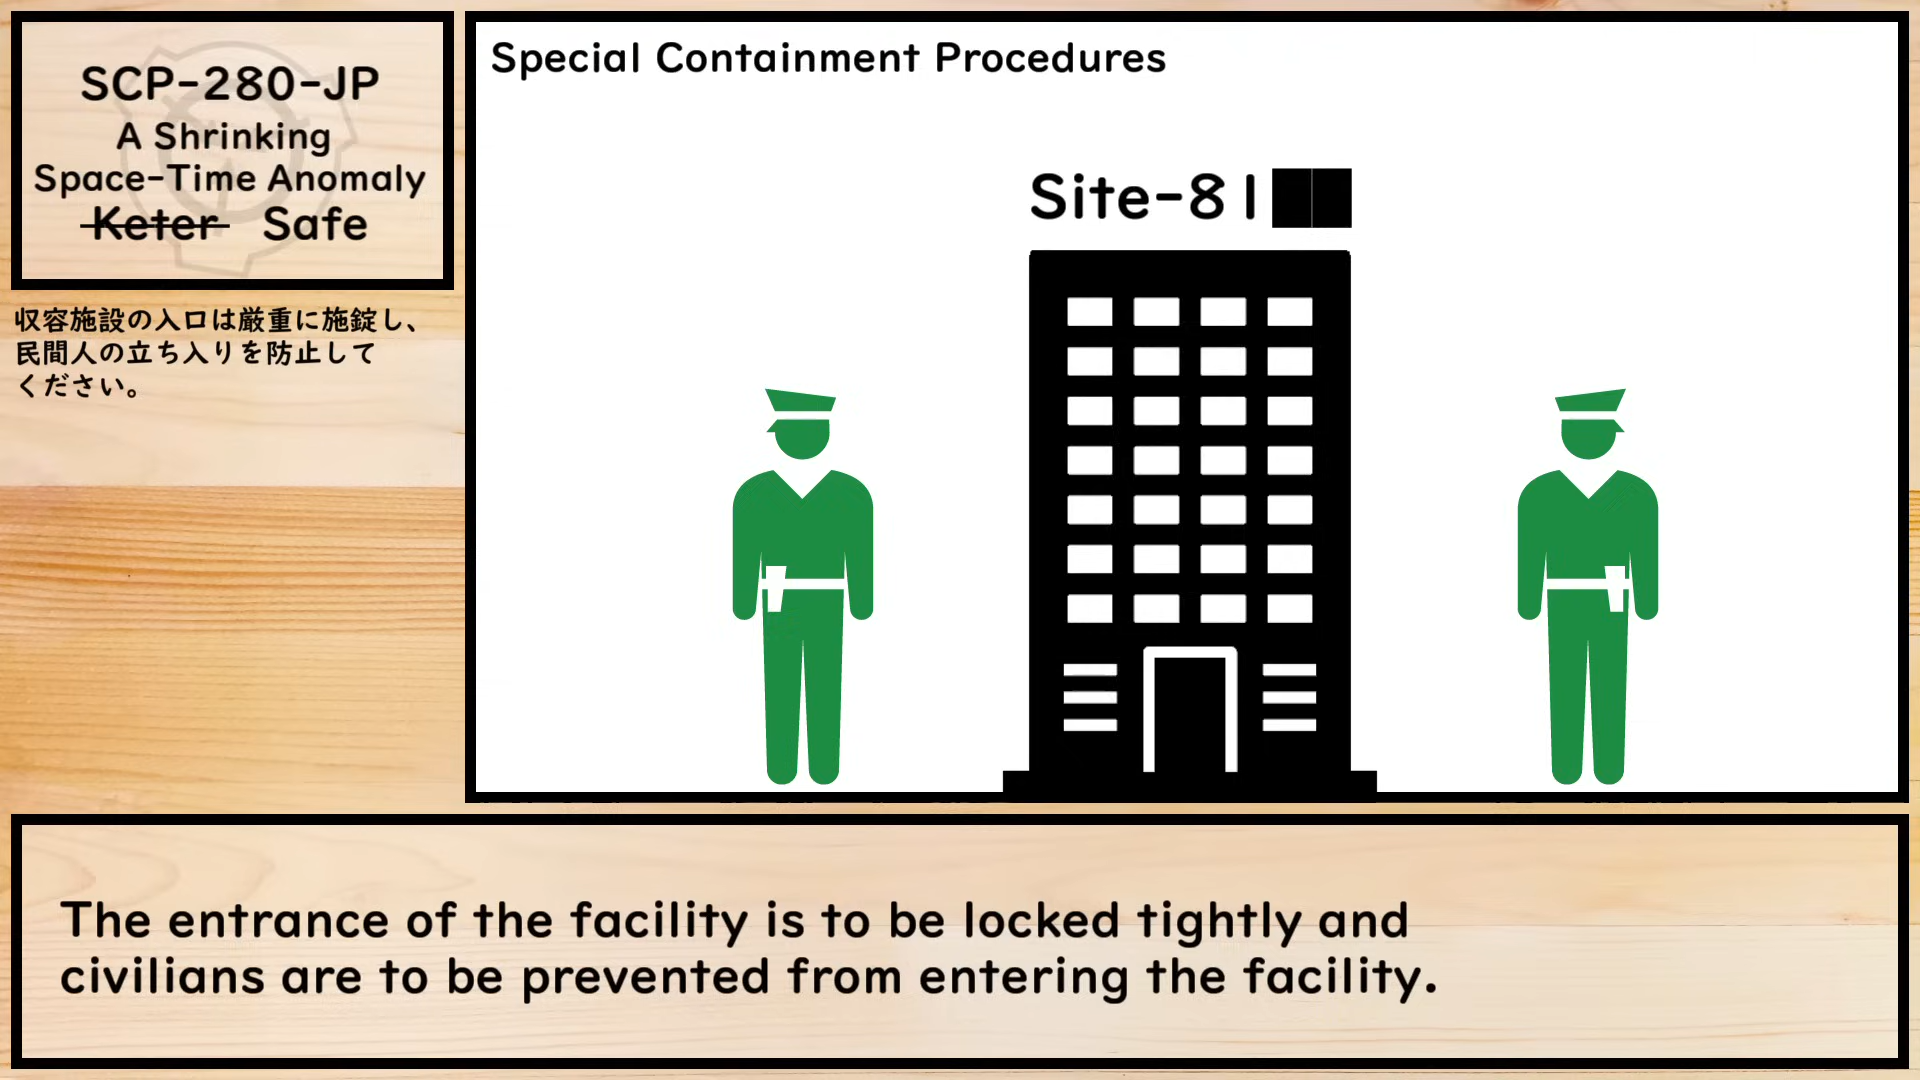 SCP-280-JP
A Shrinking
Space-Time Anomaly
Keter Safe
収容施設の入口は厳重に施錠し、
民間人の立ち入りを防止して
ください。
Special Containment Procedures
Site-81██
The entrance of the facility is to be locked tightly and
civilians are to be prevented from entering the facility.